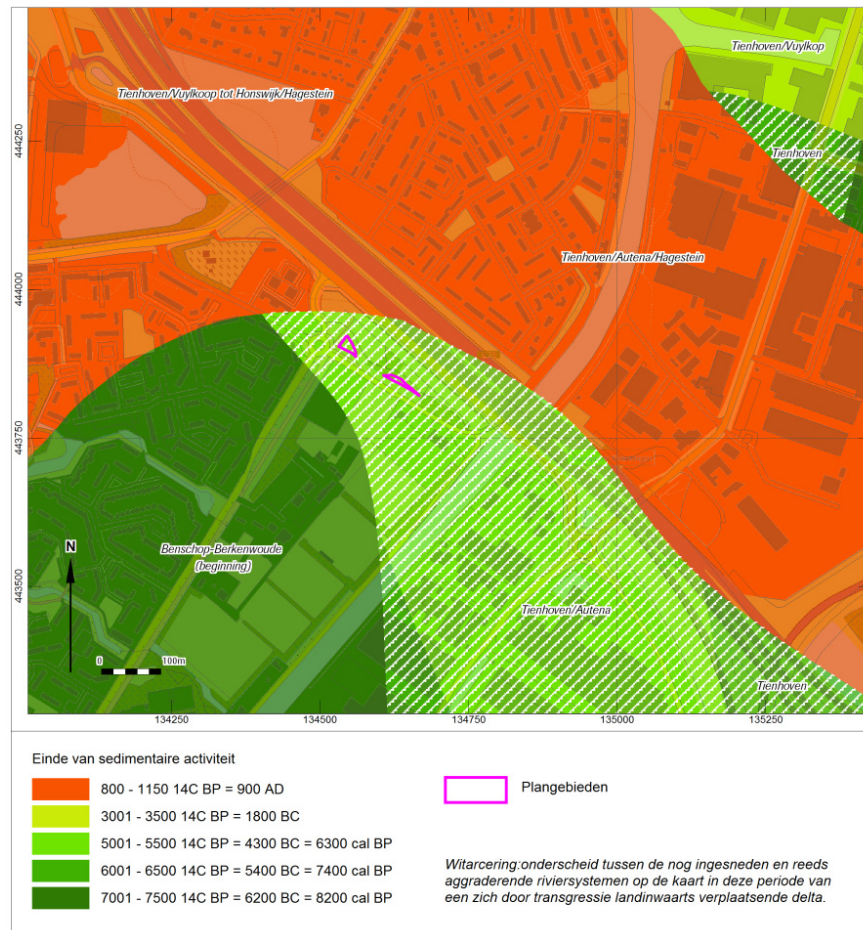 Tienhoven/Vuylkop
Tienhoven/Vuylkoop tot Honswijk/Hagestein
444250
Tienhoven
Tienhoven/Autena/Hagestein
444000
443750
Benschop-Berkenwoude
(beginning)
N
443500
Tienhoven/Autena
0 100m
Tienhoven
134250 134500 134750 135000 135250
Einde van sedimentaire activiteit
800 - 1150 14C BP = 900 AD
3001 - 3500 14C BP = 1800 BC
5001 - 5500 14C BP = 4300 BC = 6300 cal BP
6001 - 6500 14C BP = 5400 BC = 7400 cal BP
7001 - 7500 14C BP = 6200 BC = 8200 cal BP
Plangebieden
Witarcering:onderscheid tussen de nog ingesneden en reeds
aggraderende riviersystemen op de kaart in deze periode van
een zich door transgressie landinwaarts verplaatsende delta.